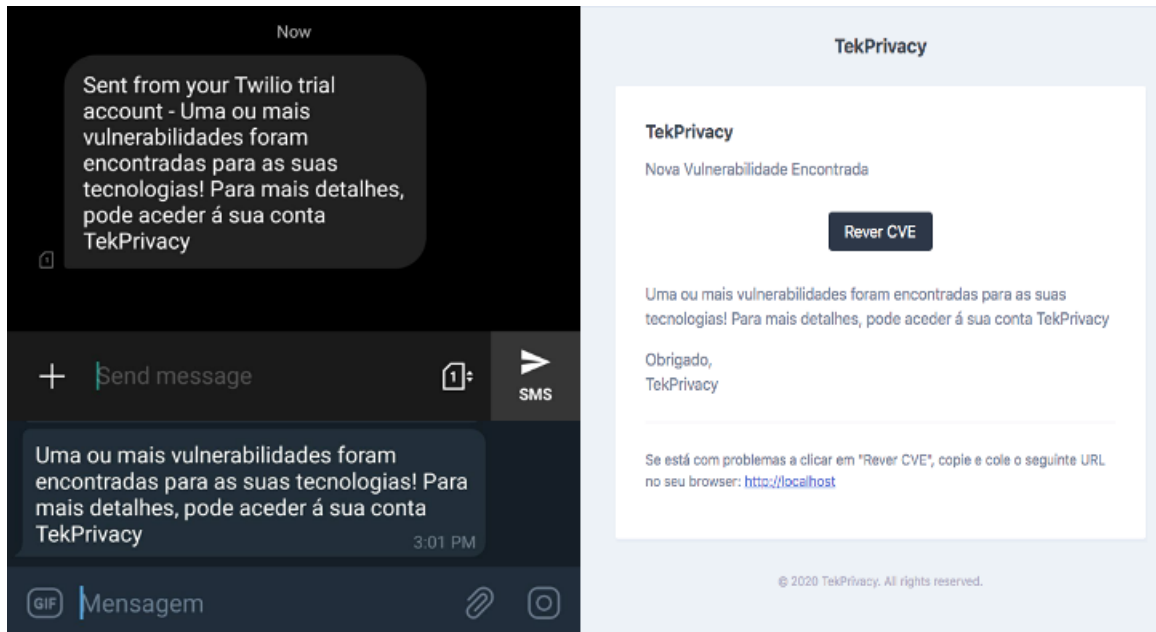 Now
Sent from your Twilio trial
account - Uma ou mais
vulnerabilidades foram
encontradas para as suas
tecnologias! Para mais detalhes,
pode aceder á sua conta
TekPrivacy
1
Send message
1
SMS
Uma ou mais vulnerabilidades foram
encontradas para as suas tecnologias! Para
mais detalhes, pode aceder á sua conta
TekPrivacy
3:01 PM
GIF
Mensagem
TekPrivacy
TekPrivacy
Nova Vulnerabilidade Encontrada
Rever CVE
Uma ou mais vulnerabilidades foram encontradas para as suas
tecnologias! Para mais detalhes, pode aceder á sua conta TekPrivacy
Obrigado,
TekPrivacy
Se está com problemas a clicar em "Rever CVE", copie e cole o seguinte URL
no seu browser: http://localhost
© 2020 TekPrivacy. All rights reserved.